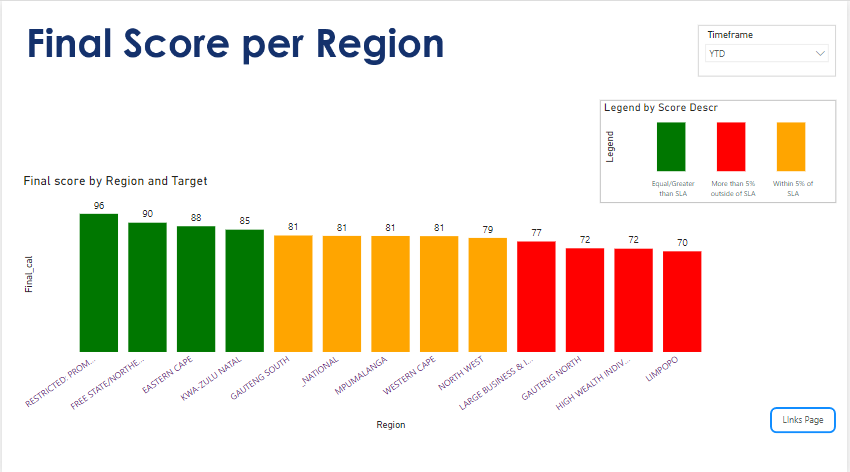 Final Score per Region
Timeframe
YTD
Legend by Score Descr
Legend
Equal/Greater
than SLA
More than 5%
outside of SLA
Within 5% of
SLA
Final score by Region and Target
Final_cal
96
90
88
85
81
81
81
81
79
77
72
72
70
RESTRICTED: PROM...
FREE STATE/NORTHE...
EASTERN CAPE
KWA-ZULU NATAL
GAUTENG SOUTH
_NATIONAL
MPUMALANGA
WESTERN CAPE
NORTH WEST
LARGE BUSINESS & I...
GAUTENG NORTH
HIGH WEALTH INDIV...
LIMPOPO
Region
Links Page